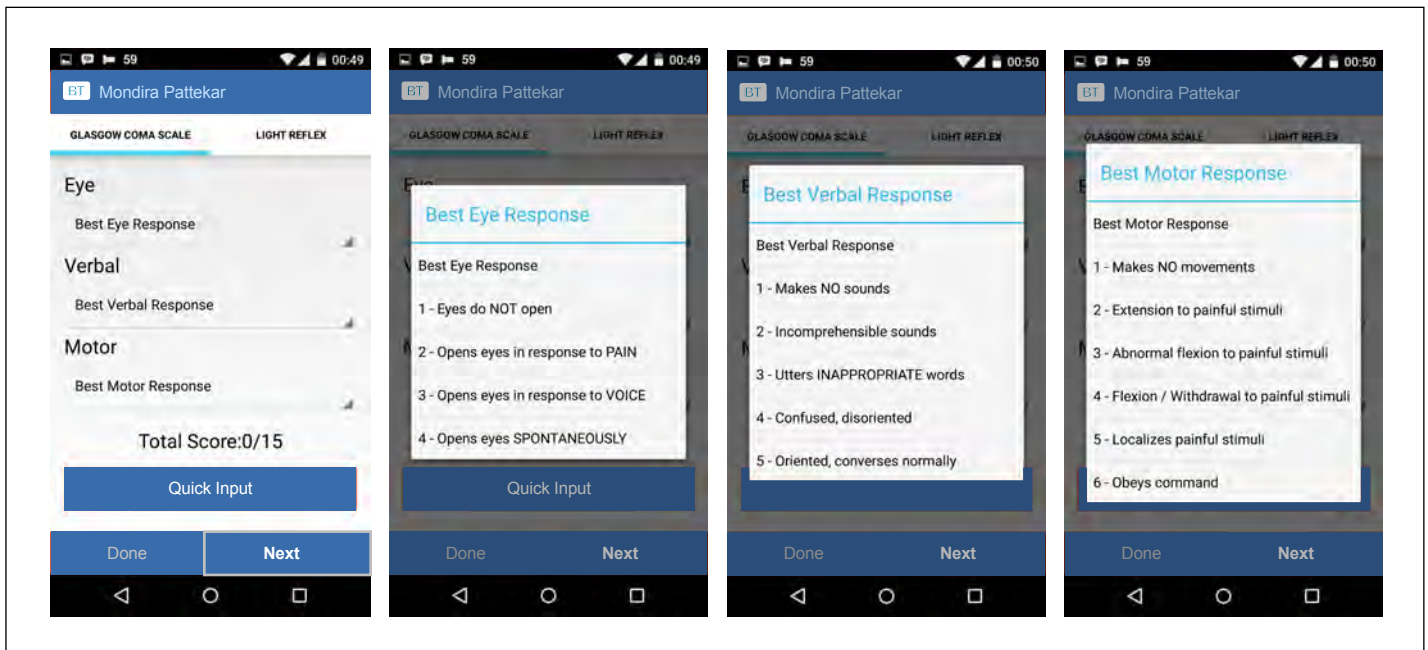 59 00:49
BT Mondira Pattekar
GLASGOW COMA SCALE LIGHT REFLEX
Eye
Best Eye Response
Verbal
Best Verbal Response
Motor
Best Motor Response
Total Score:0/15
Quick Input
Done Next
59 00:49
BT Mondira Pattekar
GLASGOW COMA SCALE LIGHT REFLEX
Best Eye Response
Best Eye Response
1 - Eyes do NOT open
2 - Opens eyes in response to PAIN
3 - Opens eyes in response to VOICE
4 - Opens eyes SPONTANEOUSLY
Quick Input
Done Next
59 00:50
BT Mondira Pattekar
GLASGOW COMA SCALE LIGHT REFLEX
Best Verbal Response
Best Verbal Response
1 - Makes NO sounds
2 - Incomprehensible sounds
3 - Utters INAPPROPRIATE words
4 - Confused, disoriented
5 - Oriented, converses normally
Done Next
59 00:50
BT Mondira Pattekar
GLASGOW COMA SCALE LIGHT REFLEX
Best Motor Response
Best Motor Response
1 - Makes NO movements
2 - Extension to painful stimuli
3 - Abnormal flexion to painful stimuli
4 - Flexion / Withdrawal to painful stimuli
5 - Localizes painful stimuli
6 - Obeys command
Done Next